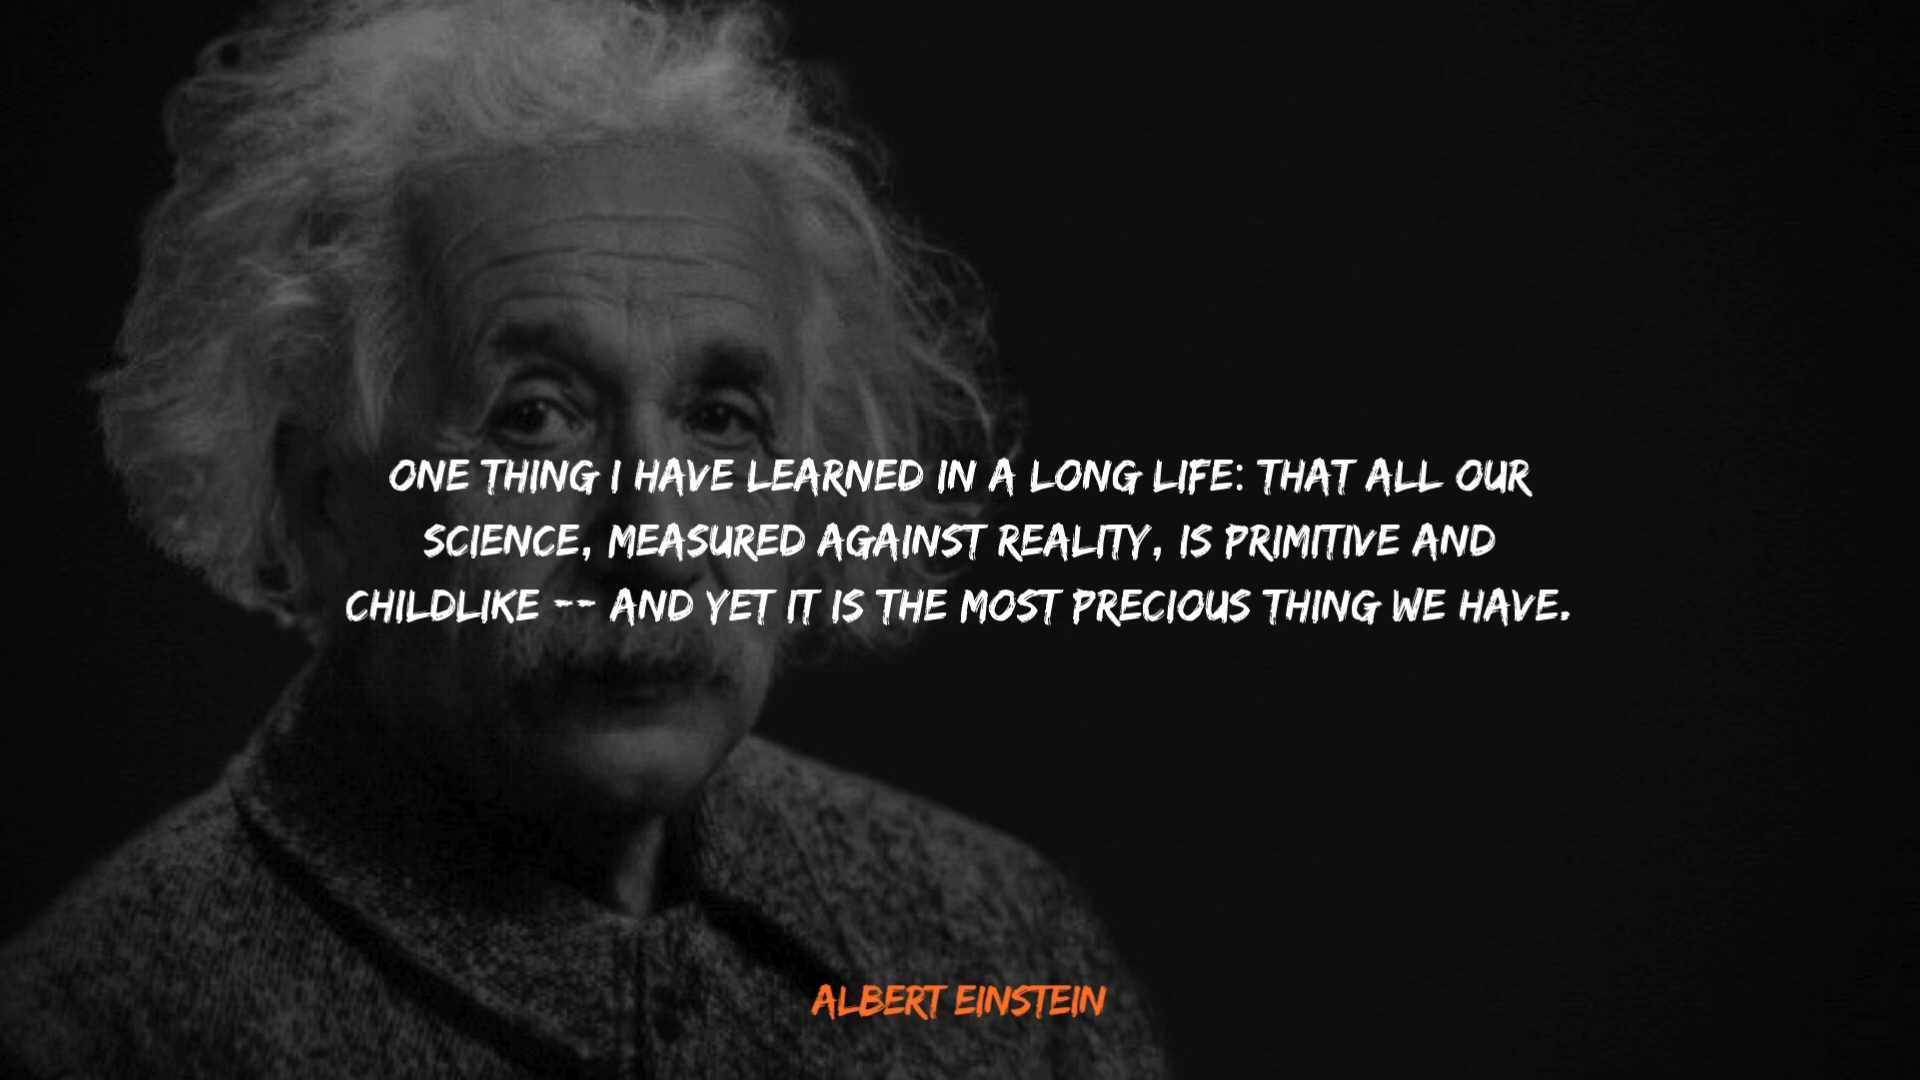 ONE THING I HAVE LEARNED IN A LONG LIFE: THAT ALL OUR
SCIENCE, MEASURED AGAINST REALITY, IS PRIMITIVE AND
CHILDLIKE -- AND YET IT IS THE MOST PRECIOUS THING WE HAVE.
ALBERT EINSTEIN